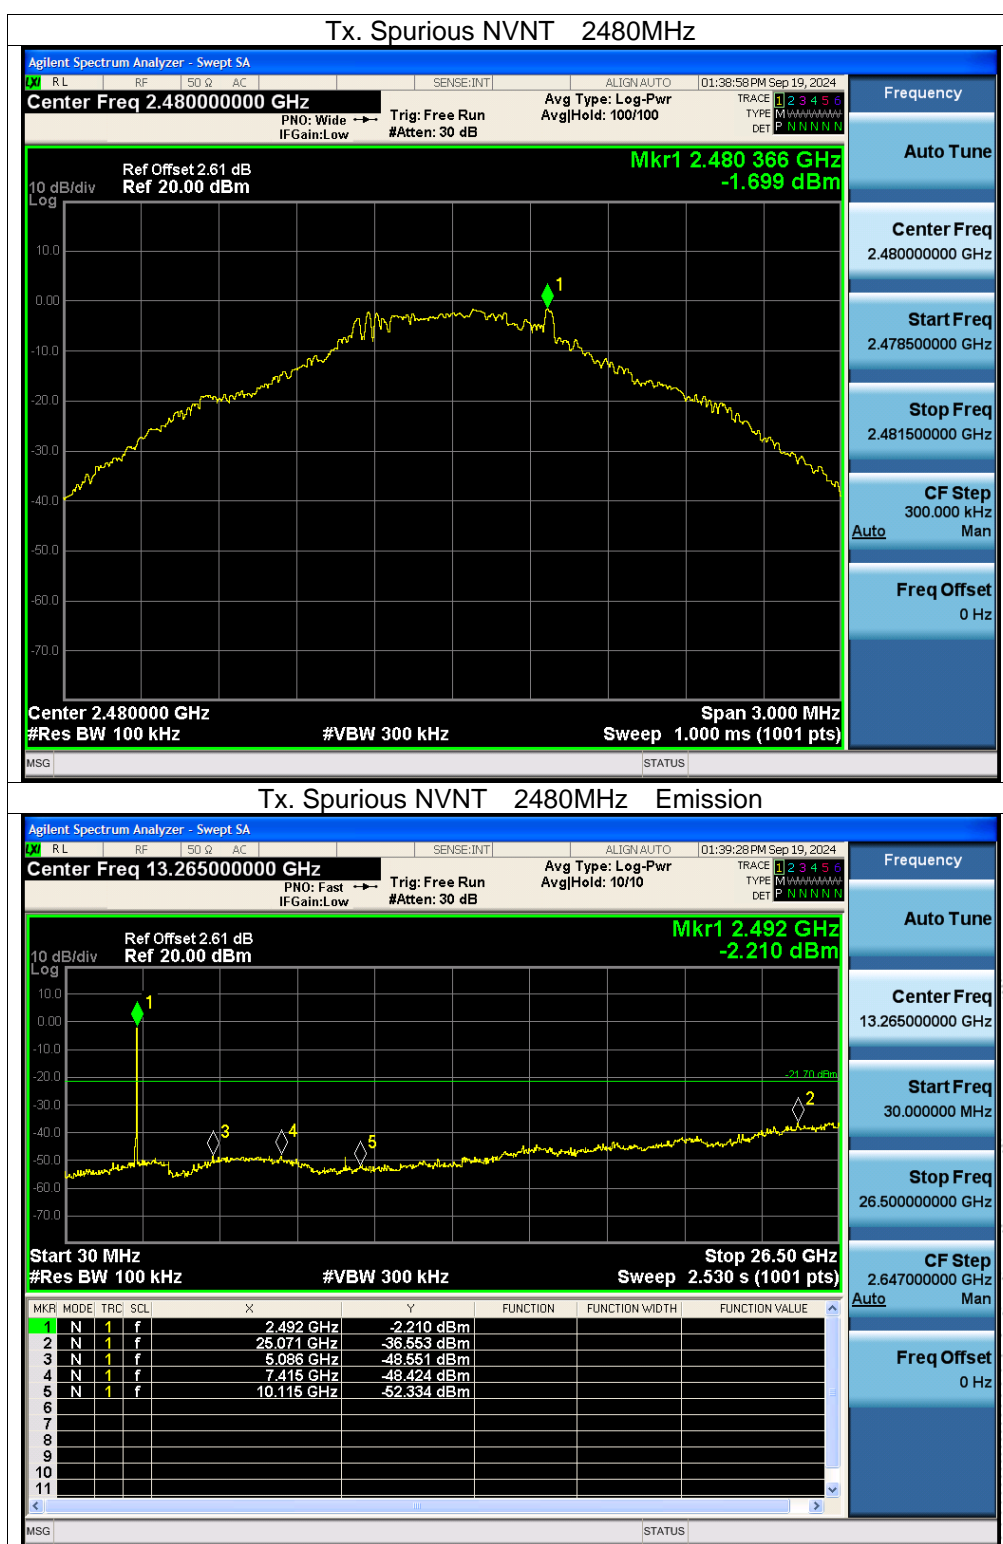 Tx. Spurious NVNT 2480MHz
Agilent Spectrum Analyzer - Swept SA
LXI RL RF 50 Ω AC SENSE:INT ALIGN AUTO 01:38:58 PM Sep 19, 2024
Center Freq 2.480000000 GHz
PNO: Wide
IFGain:Low
Trig: Free Run
#Atten: 30 dB
Avg Type: Log-Pwr
Avg|Hold: 100/100
TRACE 1 2 3 4 5 6
TYPE M W W W W W
DET P N N N N N
Ref Offset 2.61 dB
10 dB/div Ref 20.00 dBm
Log
Mkr1 2.480 366 GHz
-1.699 dBm
10.0
0.00
-10.0
-20.0
-30.0
-40.0
-50.0
-60.0
-70.0
1
Center 2.480000 GHz Span 3.000 MHz
#Res BW 100 kHz #VBW 300 kHz Sweep 1.000 ms (1001 pts)
MSG STATUS
Frequency
Auto Tune
Center Freq
2.480000000 GHz
Start Freq
2.478500000 GHz
Stop Freq
2.481500000 GHz
CF Step
300.000 kHz
Auto Man
Freq Offset
0 Hz
Tx. Spurious NVNT 2480MHz Emission
Agilent Spectrum Analyzer - Swept SA
LXI RL RF 50 Ω AC SENSE:INT ALIGN AUTO 01:39:28 PM Sep 19, 2024
Center Freq 13.265000000 GHz
PNO: Fast
IFGain:Low
Trig: Free Run
#Atten: 30 dB
Avg Type: Log-Pwr
Avg|Hold: 10/10
TRACE 1 2 3 4 5 6
TYPE M W W W W W
DET P N N N N N
Ref Offset 2.61 dB
10 dB/div Ref 20.00 dBm
Log
Mkr1 2.492 GHz
-2.210 dBm
10.0
0.00
-10.0
-20.0
-30.0
-40.0
-50.0
-60.0
-70.0
-21.70 dBm
1
2
3
4
5
Start 30 MHz Stop 26.50 GHz
#Res BW 100 kHz #VBW 300 kHz Sweep 2.530 s (1001 pts)
MKR MODE TRC SCL X Y FUNCTION FUNCTION WIDTH FUNCTION VALUE
1 N 1 f 2.492 GHz -2.210 dBm
2 N 1 f 25.071 GHz -36.553 dBm
3 N 1 f 5.086 GHz -48.551 dBm
4 N 1 f 7.415 GHz -48.424 dBm
5 N 1 f 10.115 GHz -52.334 dBm
6
7
8
9
10
11
MSG STATUS
Frequency
Auto Tune
Center Freq
13.265000000 GHz
Start Freq
30.000000 MHz
Stop Freq
26.500000000 GHz
CF Step
2.647000000 GHz
Auto Man
Freq Offset
0 Hz